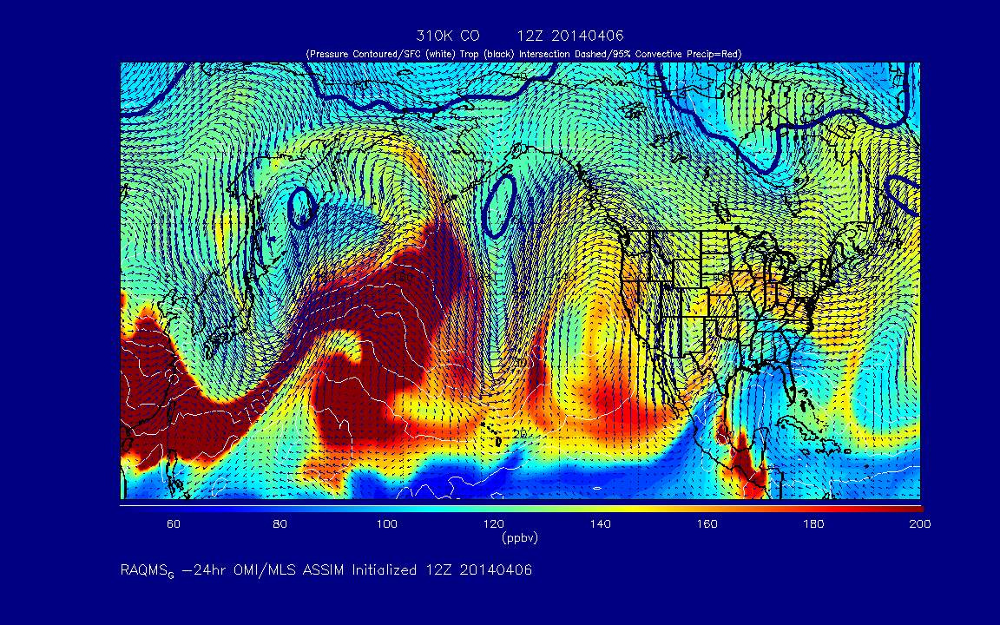 310K CO 12Z 20140406
(Pressure Contoured/SFC (white) Trop (black) Intersection Dashed/95% Convective Precip=Red)
60 80 100 120 140 160 180 200
(ppbv)
RAQMSG −24hr OMI/MLS ASSIM Initialized 12Z 20140406